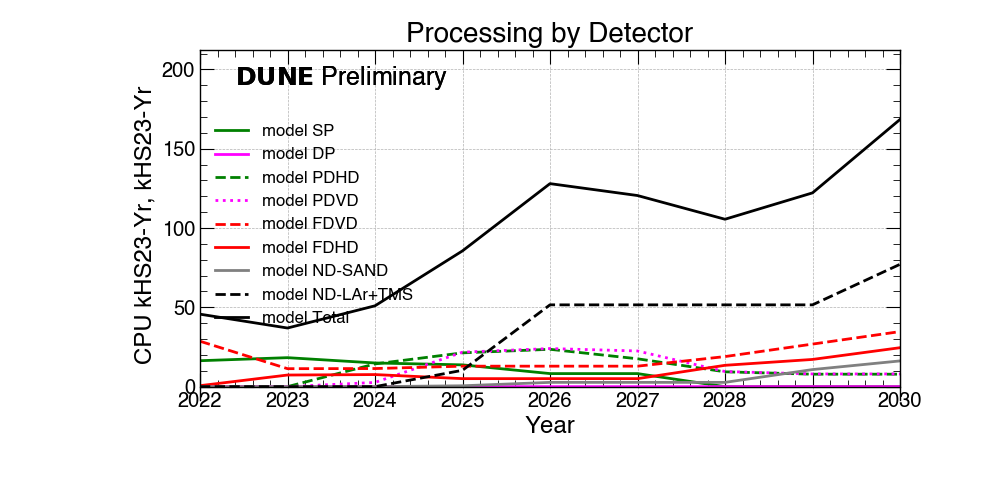 Processing by Detector
CPU kHS23-Yr, kHS23-Yr
200
150
100
50
0
DUNE Preliminary
model SP
model DP
model PDHD
model PDVD
model FDVD
model FDHD
model ND-SAND
model ND-LAr+TMS
model Total
2022 2023 2024 2025 2026 2027 2028 2029 2030
Year